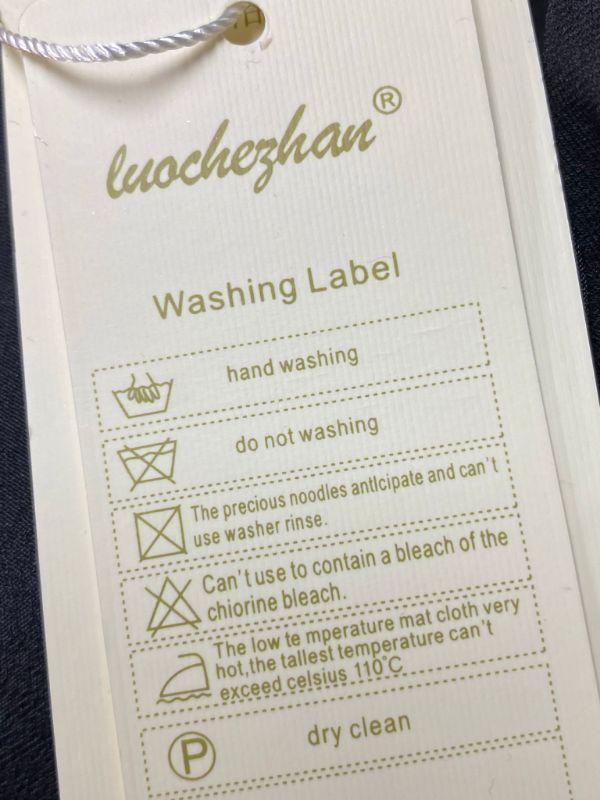 luochezhan®
Washing Label
hand washing
do not washing
The precious noodles antlcipate and can't
use washer rinse.
Can't use to contain a bleach of the
chiorine bleach.
The low te mperature mat cloth very
hot,the tallest temperature can't
exceed celsius 110°C
P
dry clean